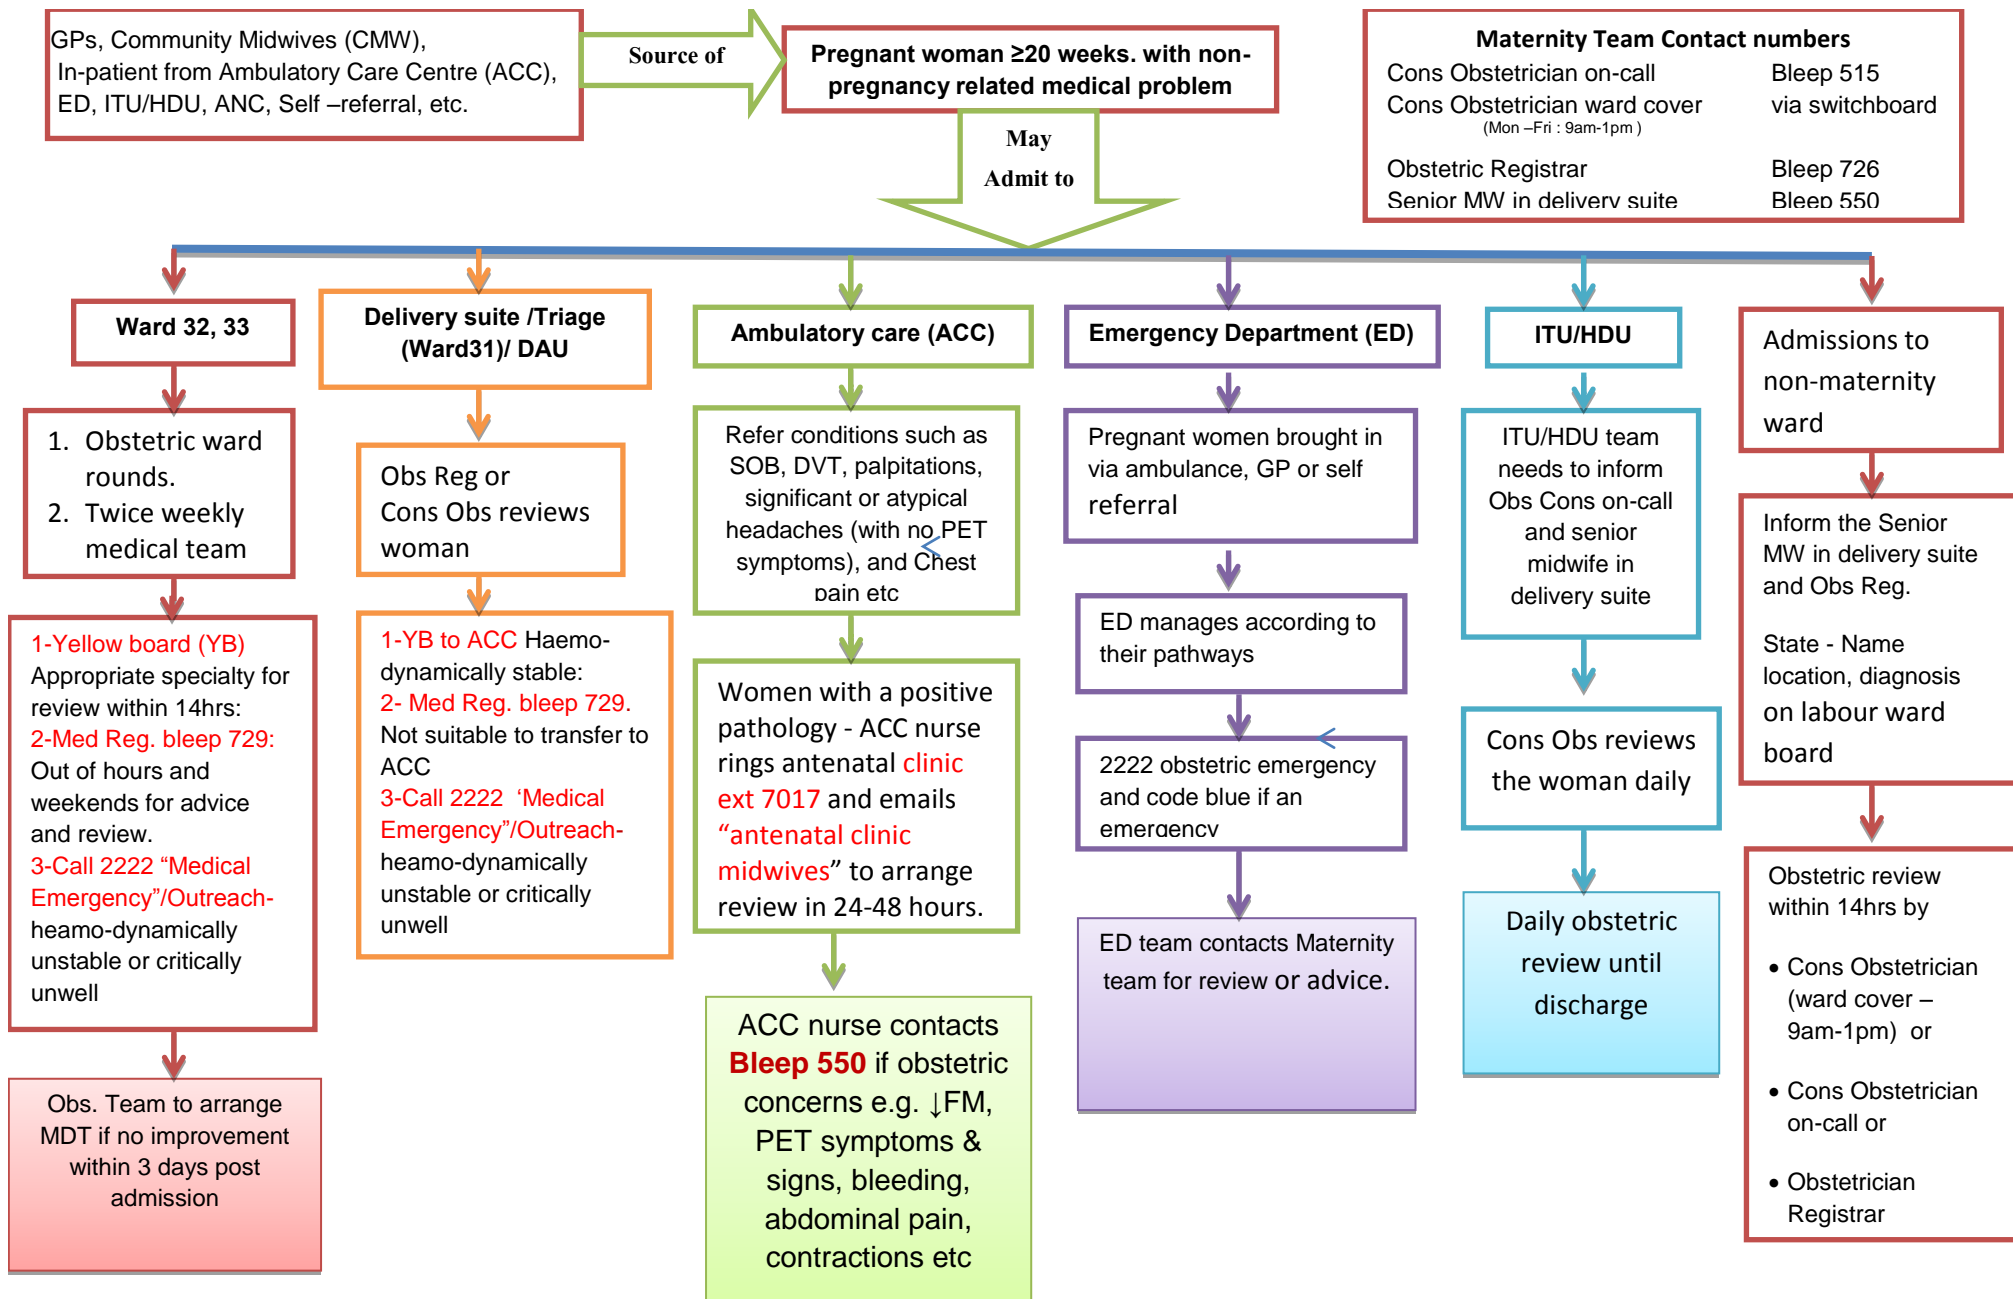 GPs, Community Midwives (CMW),
In-patient from Ambulatory Care Centre (ACC),
ED, ITU/HDU, ANC, Self –referral, etc.
Source of
Pregnant woman ≥20 weeks. with non-
pregnancy related medical problem
May
Admit to
Maternity Team Contact numbers
Cons Obstetrician on-call Bleep 515
Cons Obstetrician ward cover via switchboard
(Mon –Fri : 9am-1pm )
Obstetric Registrar Bleep 726
Senior MW in delivery suite Bleep 550
Ward 32, 33
1. Obstetric ward
rounds.
2. Twice weekly
medical team
1-Yellow board (YB)
Appropriate specialty for
review within 14hrs:
2-Med Reg. bleep 729:
Out of hours and
weekends for advice
and review.
3-Call 2222 “Medical
Emergency”/Outreach-
heamo-dynamically
unstable or critically
unwell
Obs. Team to arrange
MDT if no improvement
within 3 days post
admission
Delivery suite /Triage
(Ward31)/ DAU
Obs Reg or
Cons Obs reviews
woman
1-YB to ACC Haemo-
dynamically stable:
2- Med Reg. bleep 729.
Not suitable to transfer to
ACC
3-Call 2222 ‘Medical
Emergency”/Outreach-
heamo-dynamically
unstable or critically
unwell
Ambulatory care (ACC)
Refer conditions such as
SOB, DVT, palpitations,
significant or atypical
headaches (with no PET
symptoms), and Chest
pain etc
Women with a positive
pathology - ACC nurse
rings antenatal clinic
ext 7017 and emails
“antenatal clinic
midwives” to arrange
review in 24-48 hours.
ACC nurse contacts
Bleep 550 if obstetric
concerns e.g. ↓FM,
PET symptoms &
signs, bleeding,
abdominal pain,
contractions etc
Emergency Department (ED)
Pregnant women brought in
via ambulance, GP or self
referral
ED manages according to
their pathways
2222 obstetric emergency
and code blue if an
emergency
ED team contacts Maternity
team for review or advice.
ITU/HDU
ITU/HDU team
needs to inform
Obs Cons on-call
and senior
midwife in
delivery suite
Cons Obs reviews
the woman daily
Daily obstetric
review until
discharge
Admissions to
non-maternity
ward
Inform the Senior
MW in delivery suite
and Obs Reg.
State - Name
location, diagnosis
on labour ward
board
Obstetric review
within 14hrs by
• Cons Obstetrician
(ward cover –
9am-1pm) or
• Cons Obstetrician
on-call or
• Obstetrician
Registrar